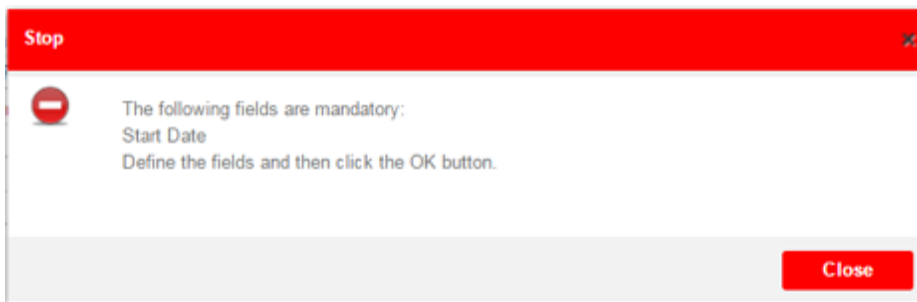 Stop
The following fields are mandatory:
Start Date
Define the fields and then click the OK button.
Close